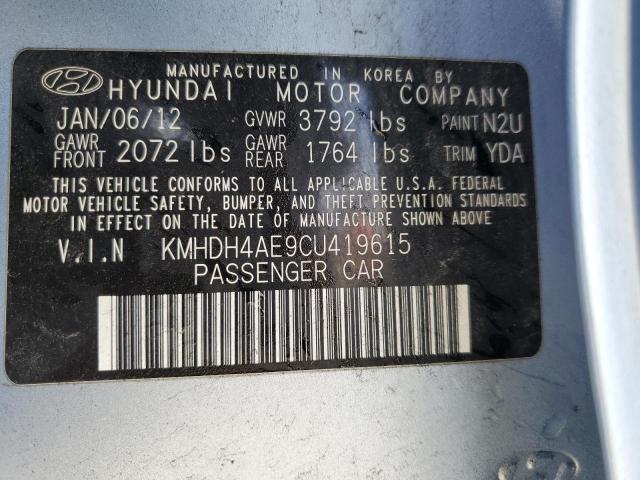 MANUFACTURED IN KOREA BY
HYUNDAI MOTOR COMPANY
JAN/06/12 GVWR 3792 lbs PAINT N2U
GAWR FRONT 2072 lbs GAWR REAR 1764 lbs TRIM YDA
THIS VEHICLE CONFORMS TO ALL APPLICABLE U.S.A. FEDERAL
MOTOR VEHICLE SAFETY, BUMPER, AND THEFT PREVENTION STANDARDS
IN EFFECT ON THE DATE OF MANUFACTURE SHOWN ABOVE
V.I.N KMHDH4AE9CU419615
PASSENGER CAR